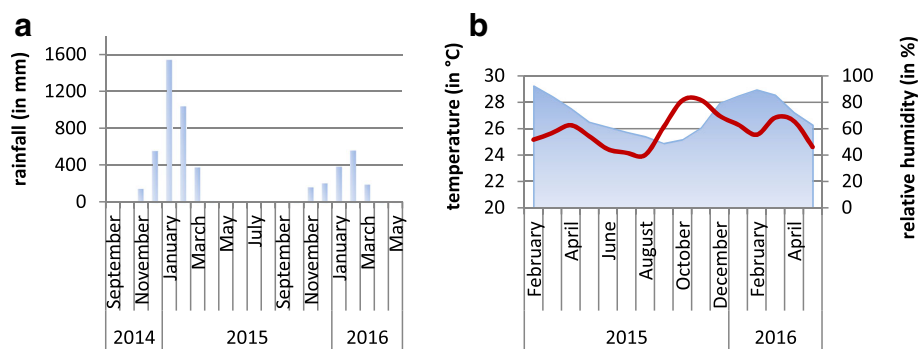 a
rainfall (in mm)
1600
1200
800
400
0
September
November
January
March
May
July
September
November
January
March
May
2014
2015
2016
b
temperature (in °C)
30
28
26
24
22
20
100
80
60
40
20
0
relative humidity (in %)
February
April
June
August
October
December
February
April
2015
2016